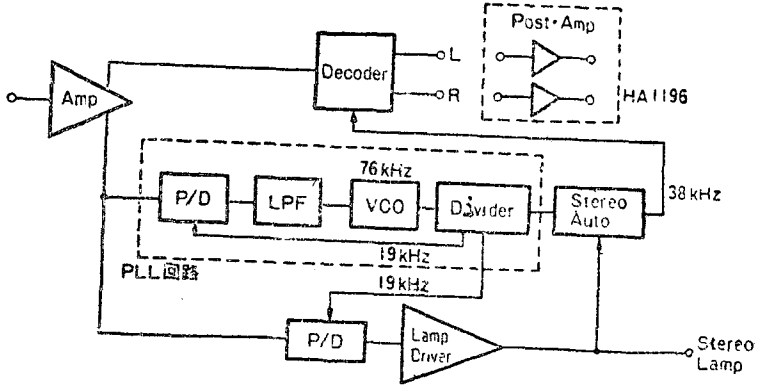 Post・Amp
Decoder
L
R
HA1196
Amp
76kHz
P/D
LPF
VCO
Divider
Stereo
Auto
38kHz
19kHz
PLL回路
19kHz
P/D
Lamp
Driver
Stereo
Lamp